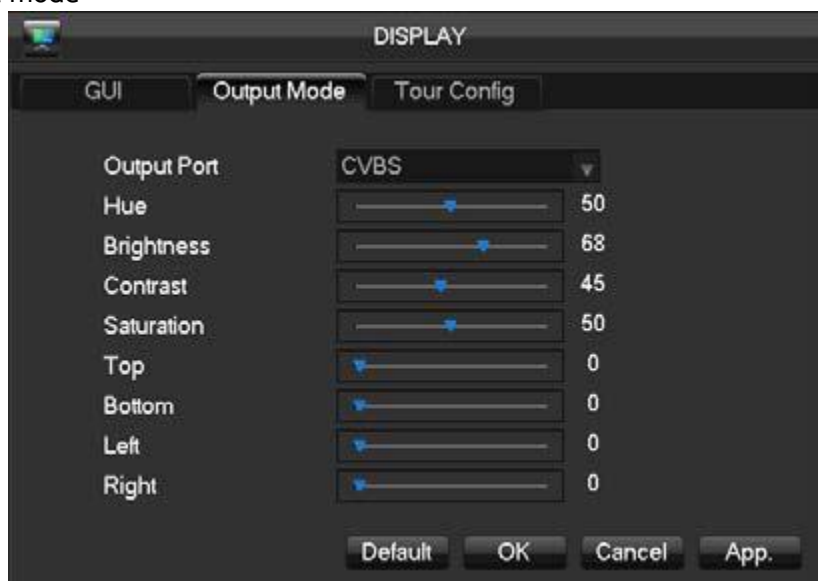 mode
DISPLAY
GUI Output Mode Tour Config
Output Port CVBS
Hue 50
Brightness 68
Contrast 45
Saturation 50
Top 0
Bottom 0
Left 0
Right 0
Default OK Cancel App.